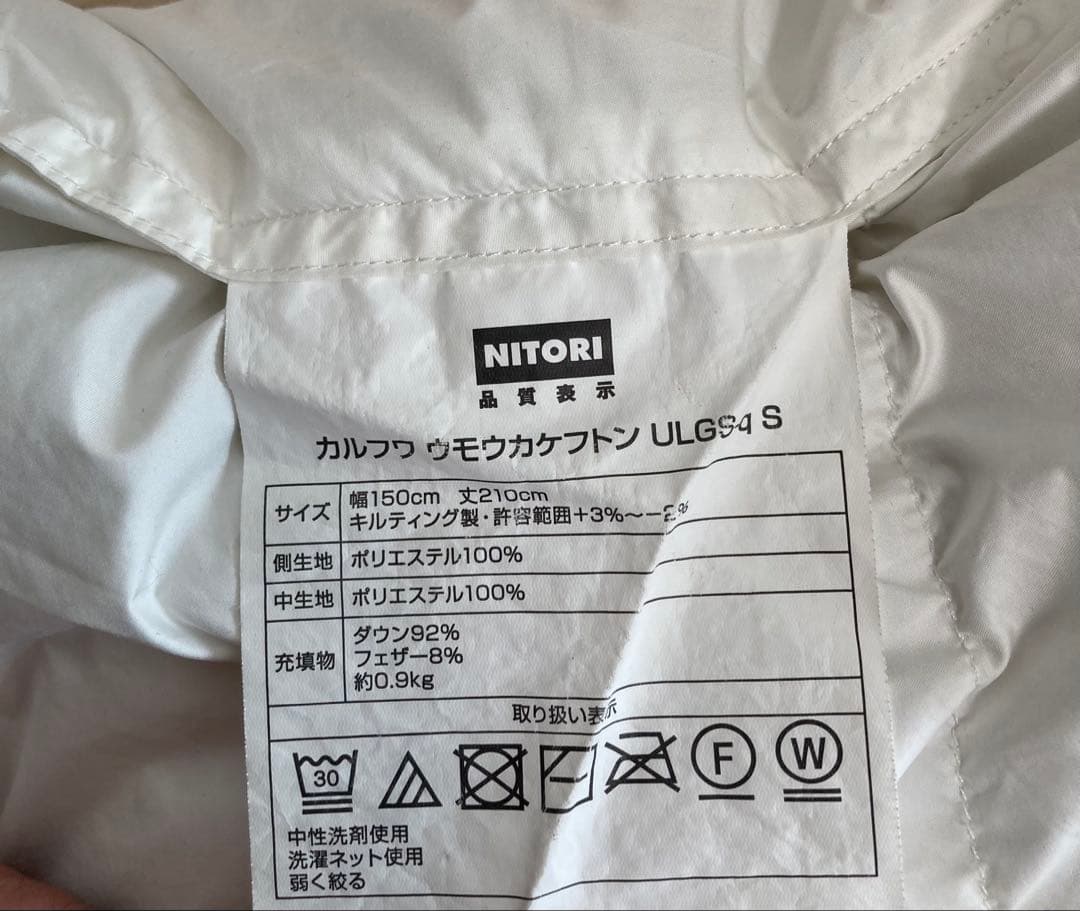 NITORI
品質表示
カルフワ ウモウカケフトン ULGS4 S
サイズ
幅150cm 丈210cm
キルティング製・許容範囲+3%～-2%
側生地 ポリエステル100%
中生地 ポリエステル100%
充填物
ダウン92%
フェザー8%
約0.9kg
取り扱い表示
30 F W
中性洗剤使用
洗濯ネット使用
弱く絞る